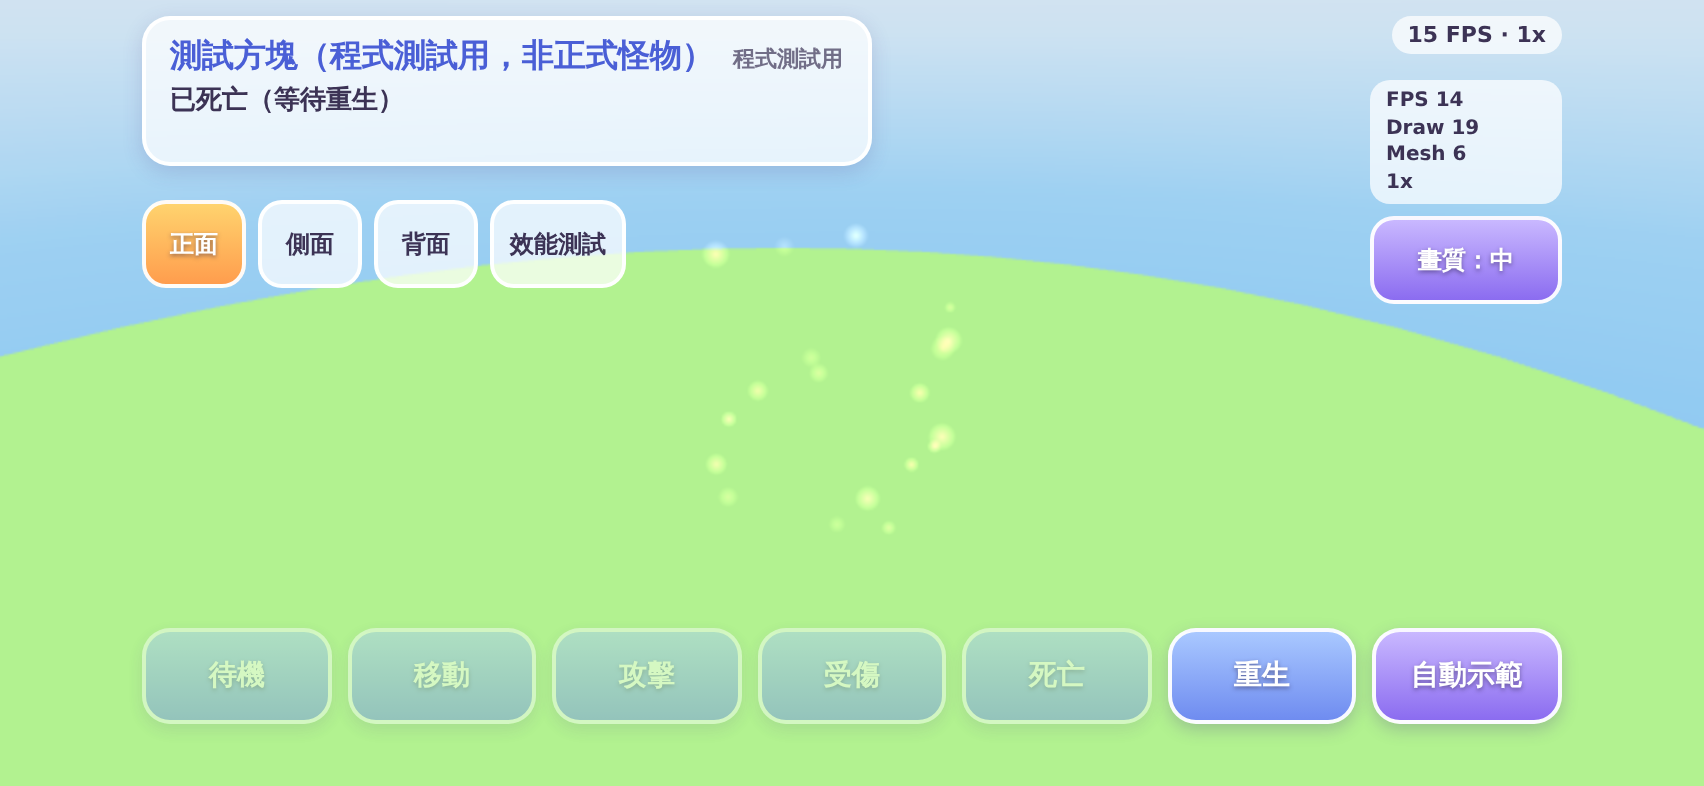 測試方塊（程式測試用，非正式怪物） 程式測試用
已死亡（等待重生）
15 FPS · 1x
FPS 14
Draw 19
Mesh 6
1x
正面
側面
背面
效能測試
畫質：中
待機
移動
攻擊
受傷
死亡
重生
自動示範